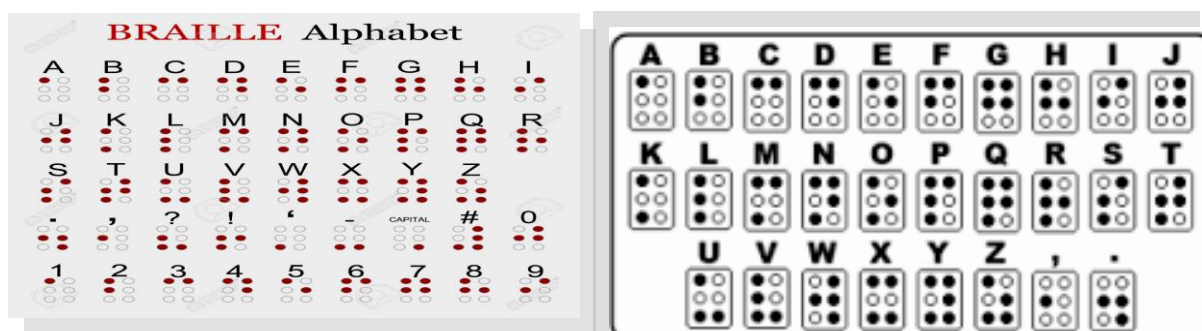 BRAILLE Alphabet
A B C D E F G H I
J K L M N O P Q R
S T U V W X Y Z
. , ? ! ‘ - CAPITAL # 0
1 2 3 4 5 6 7 8 9
A B C D E F G H I J
K L M N O P Q R S T
U V W X Y Z , .